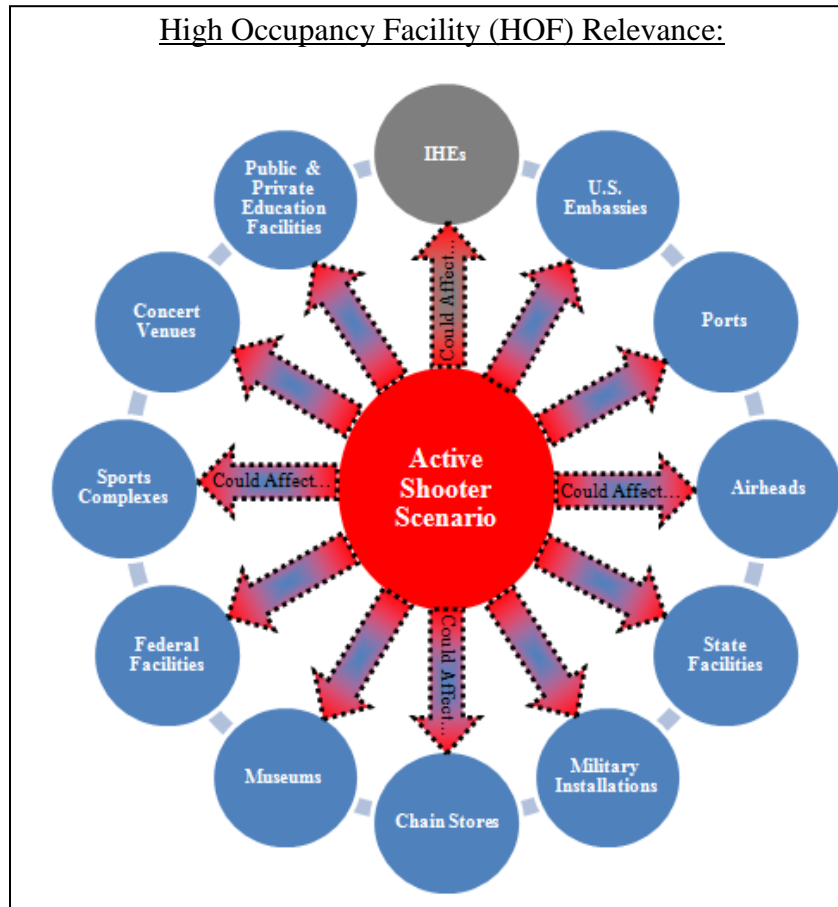 High Occupancy Facility (HOF) Relevance:
IHEs
U.S.
Embassies
Ports
Airheads
State
Facilities
Military
Installations
Chain Stores
Museums
Federal
Facilities
Sports
Complexes
Concert
Venues
Public &
Private
Education
Facilities
Could Affect...
Could Affect...
Could Affect...
Could Affect...
Active
Shooter
Scenario